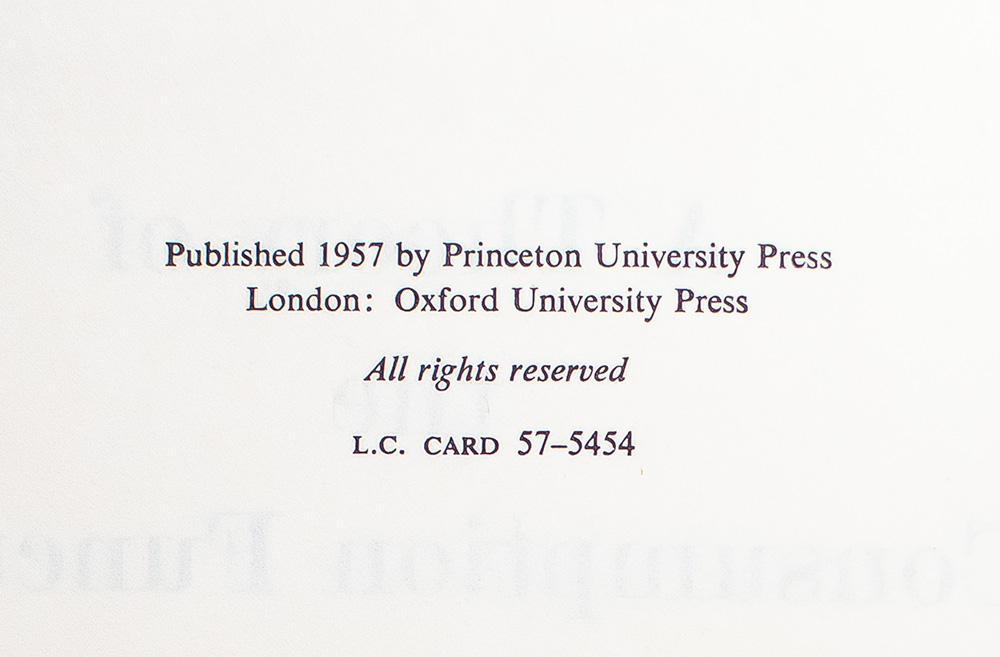 Published 1957 by Princeton University Press
London: Oxford University Press
All rights reserved
L.C. CARD 57–5454